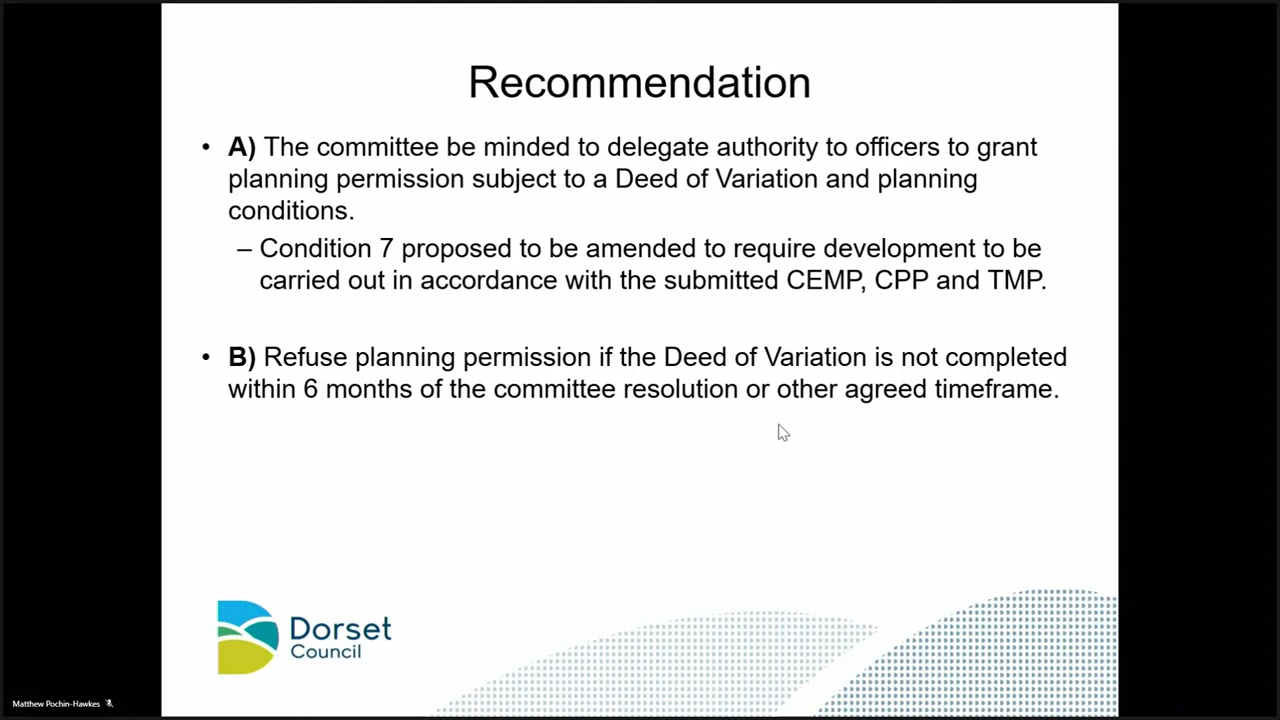 Recommendation
• A) The committee be minded to delegate authority to officers to grant
planning permission subject to a Deed of Variation and planning
conditions.
– Condition 7 proposed to be amended to require development to be
carried out in accordance with the submitted CEMP, CPP and TMP.
• B) Refuse planning permission if the Deed of Variation is not completed
within 6 months of the committee resolution or other agreed timeframe.
Dorset
Council
Matthew Pochin-Hawkes